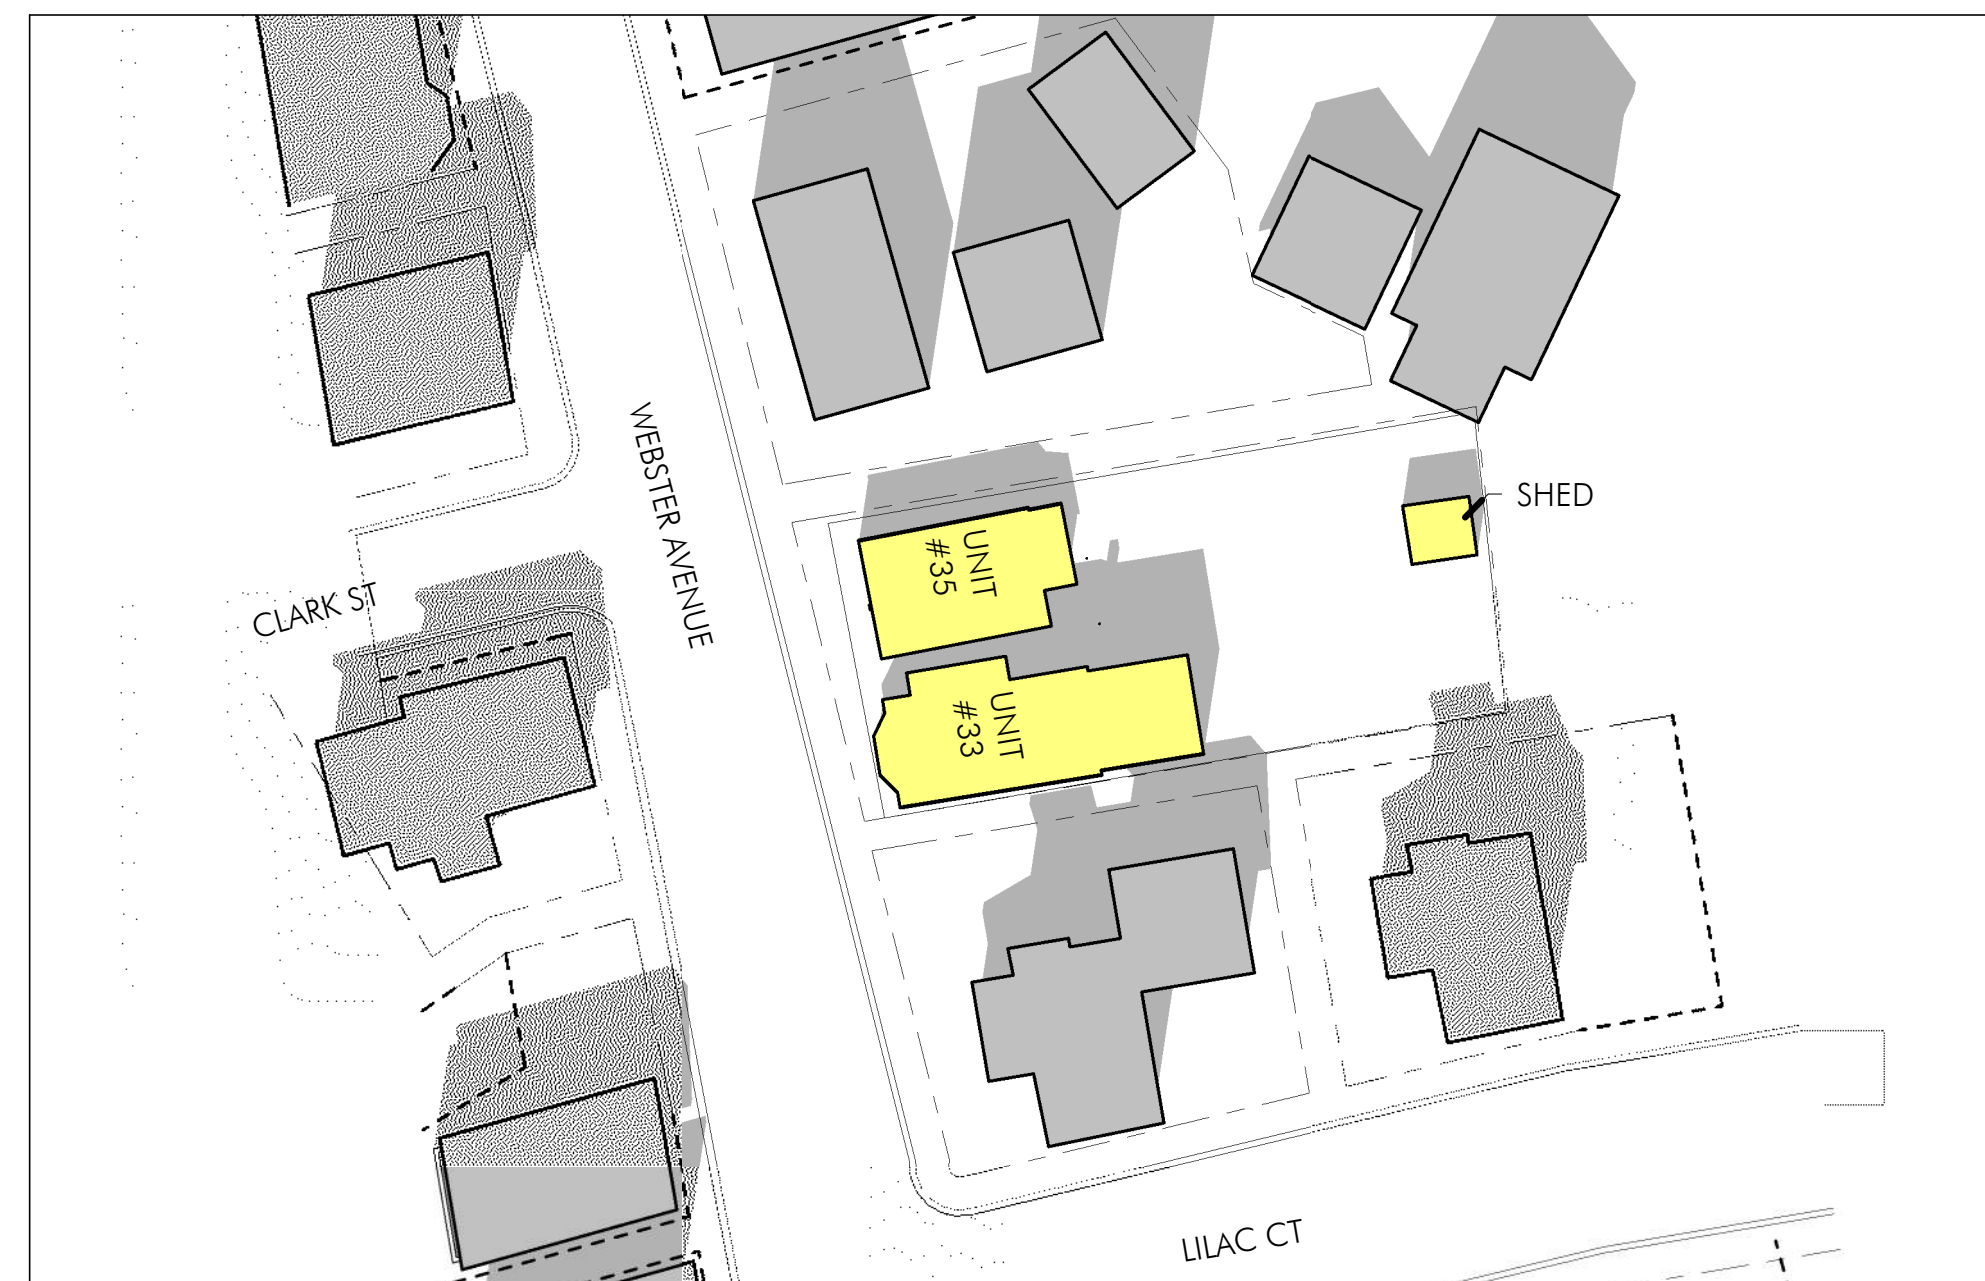 WEBSTER AVENUE
SHED
UNIT
#35
CLARK ST
UNIT
#33
LILAC CT